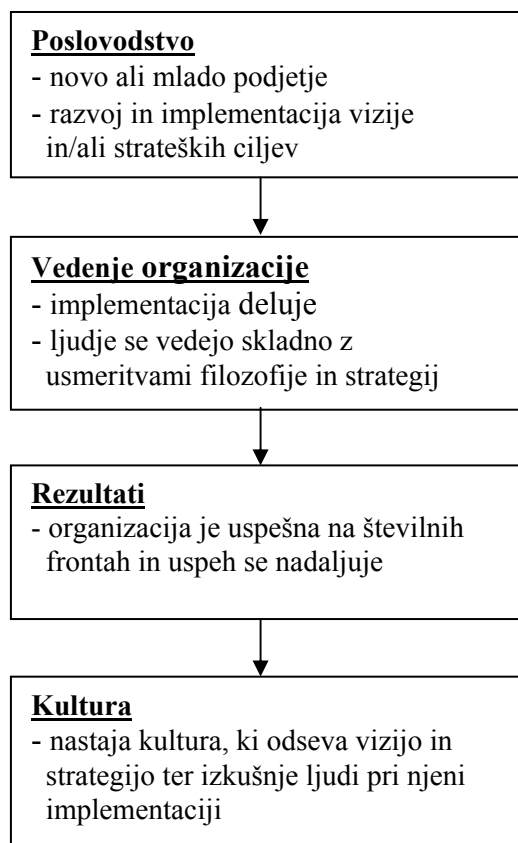 Poslovodstvo
- novo ali mlado podjetje
- razvoj in implementacija vizije
in/ali strateških ciljev
Vedenje organizacije
- implementacija deluje
- ljudje se vedejo skladno z
usmeritvami filozofije in strategij
Rezultati
- organizacija je uspešna na številnih
frontah in uspeh se nadaljuje
Kultura
- nastaja kultura, ki odseva vizijo in
strategijo ter izkušnje ljudi pri njeni
implementaciji